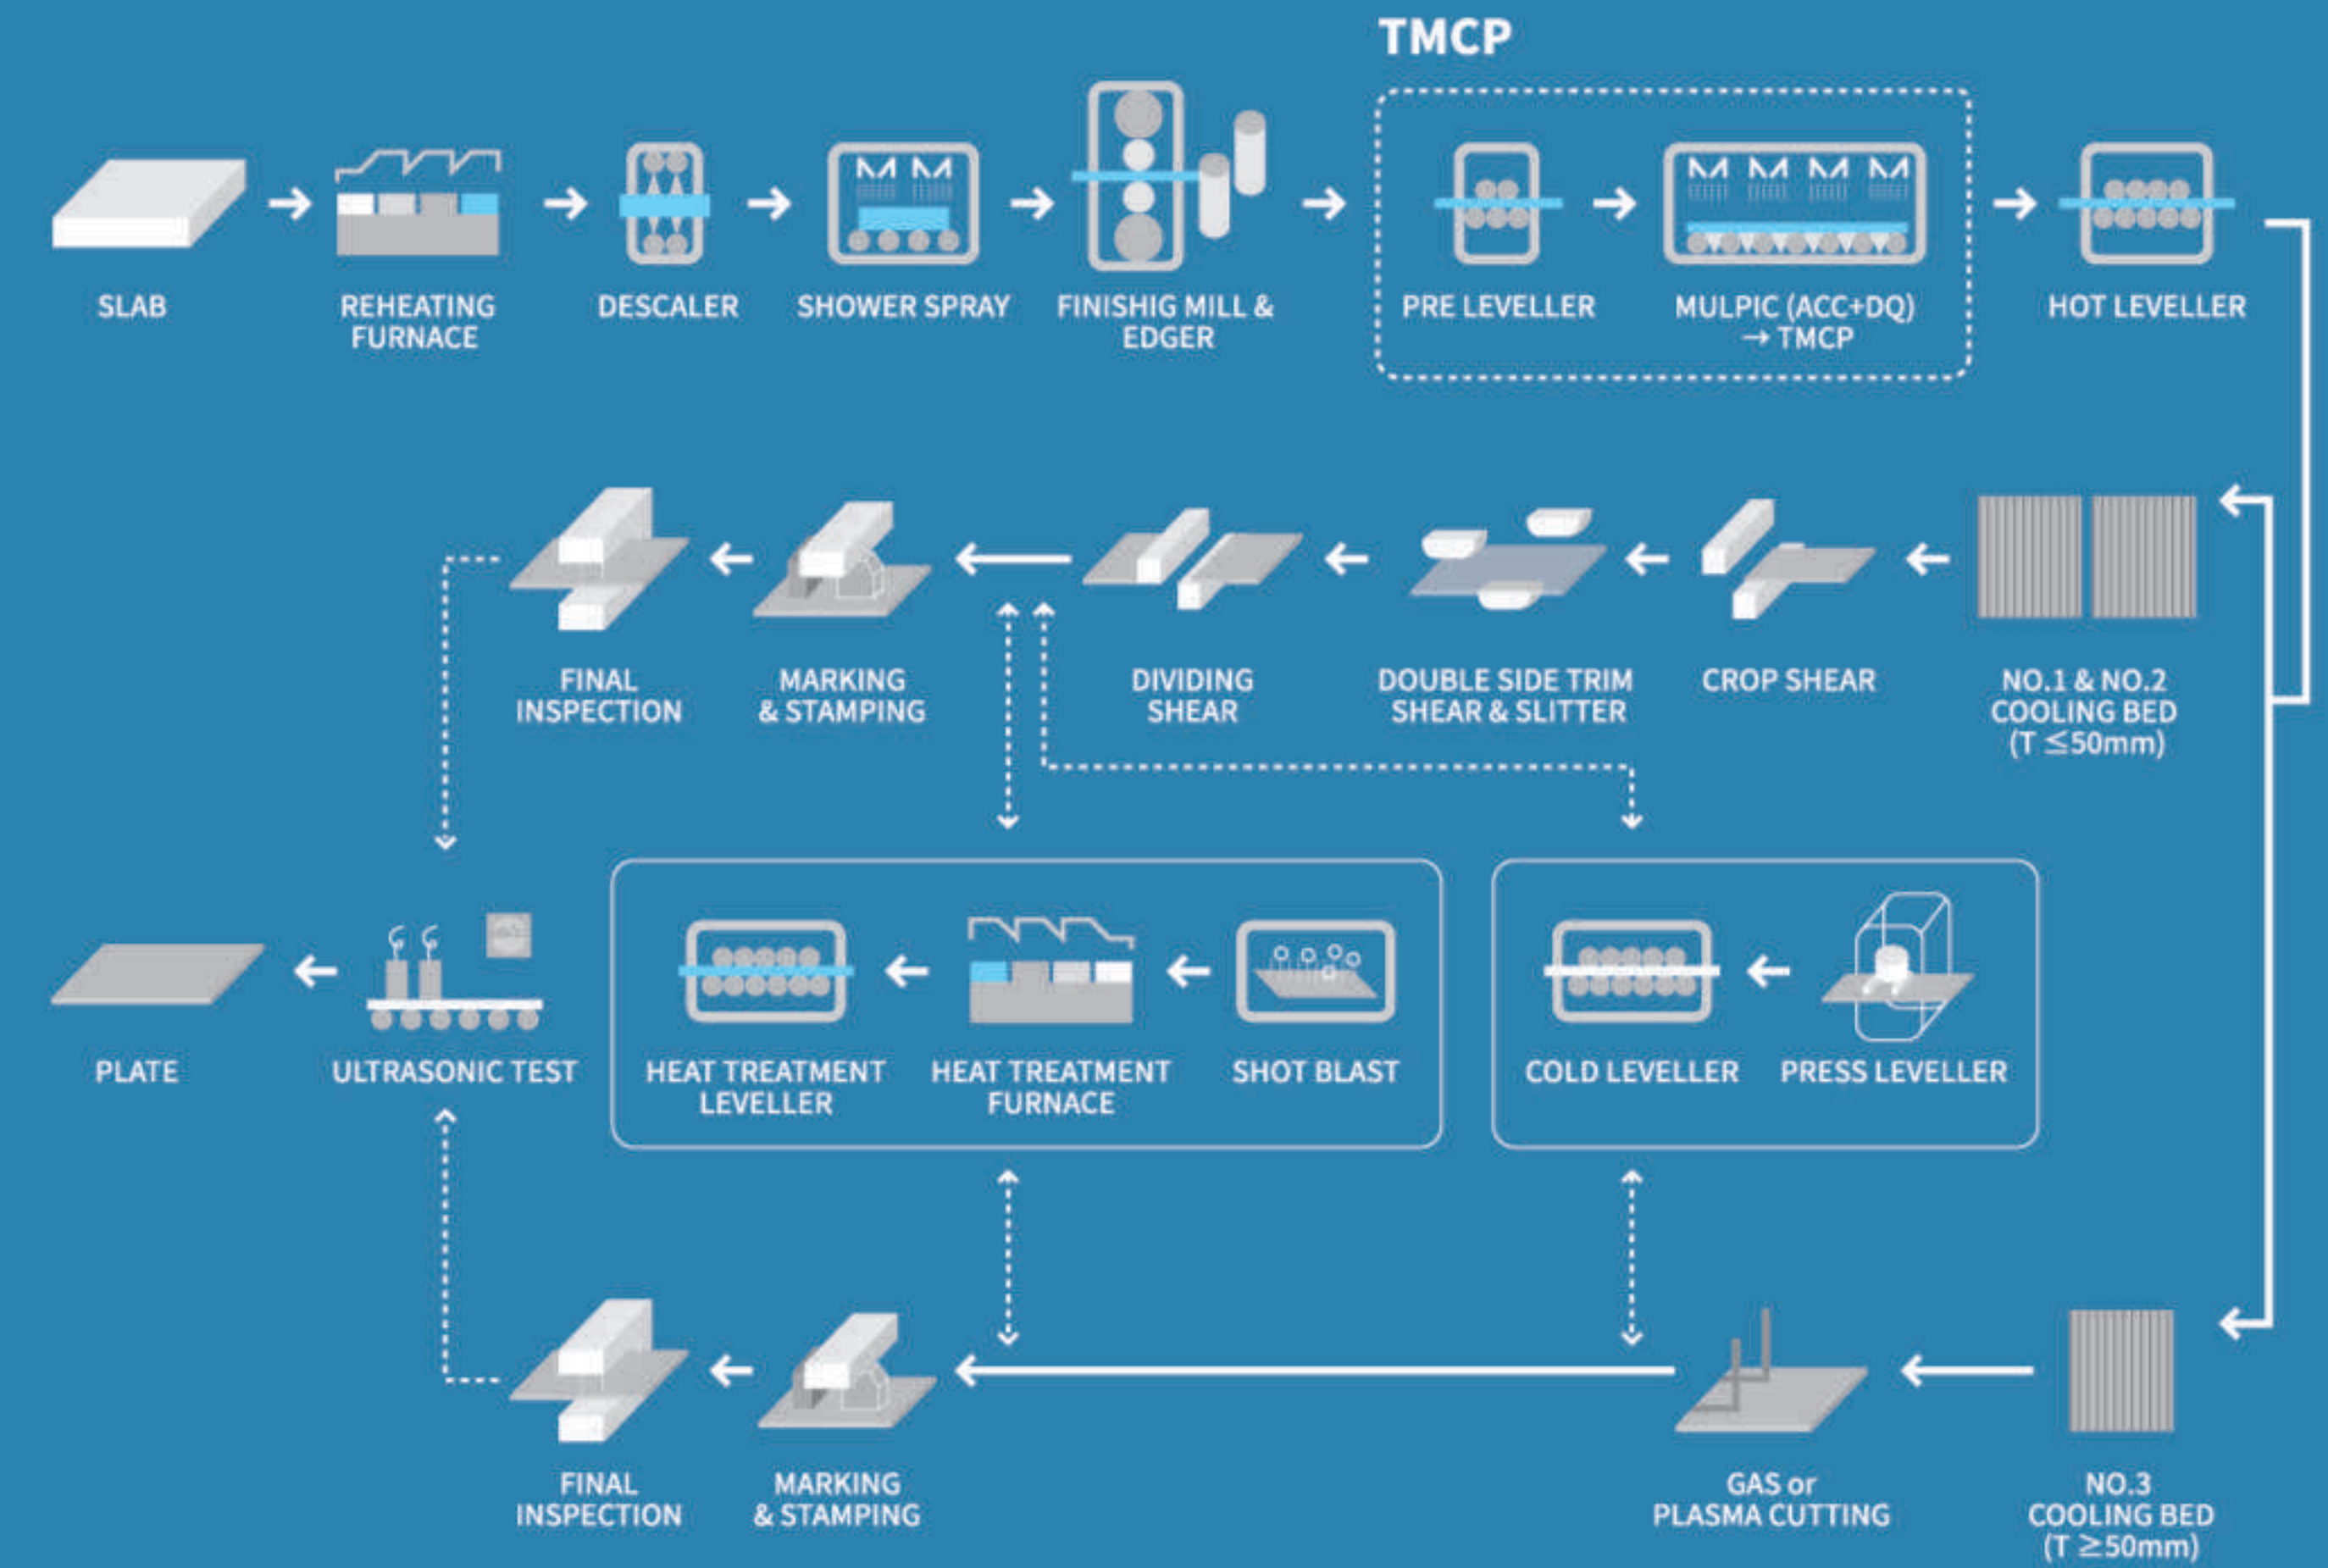 TMCP
SLAB
REHEATING
FURNACE
DESCALER
SHOWER SPRAY
FINISHIG MILL &
EDGER
PRE LEVELLER
MULPIC (ACC+DQ)
→ TMCP
HOT LEVELLER
FINAL
INSPECTION
MARKING
& STAMPING
DIVIDING
SHEAR
DOUBLE SIDE TRIM
SHEAR & SLITTER
CROP SHEAR
NO.1 & NO.2
COOLING BED
(T ≦50mm)
PLATE
ULTRASONIC TEST
HEAT TREATMENT
LEVELLER
HEAT TREATMENT
FURNACE
SHOT BLAST
COLD LEVELLER
PRESS LEVELLER
FINAL
INSPECTION
MARKING
& STAMPING
GAS or
PLASMA CUTTING
NO.3
COOLING BED
(T ≧50mm)